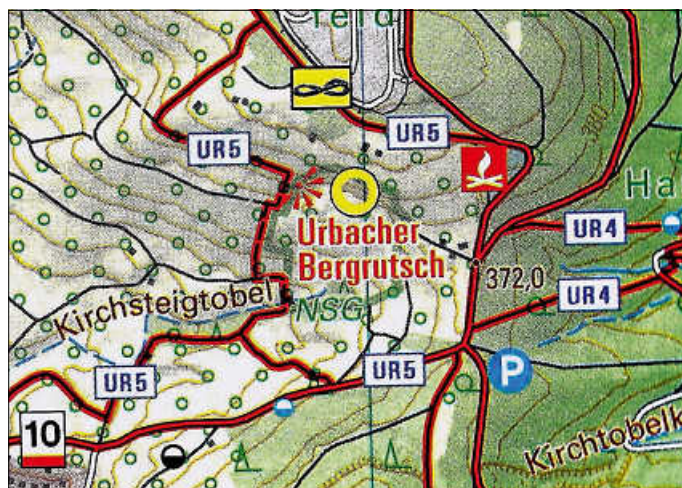 feld
UR5
UR5
380
Ha
Urbacher
Bergrutsch
UR4
372,0
UR4
Kirchsteigtobel
NSG
UR5
UR5
P
10
Kirchtobelk